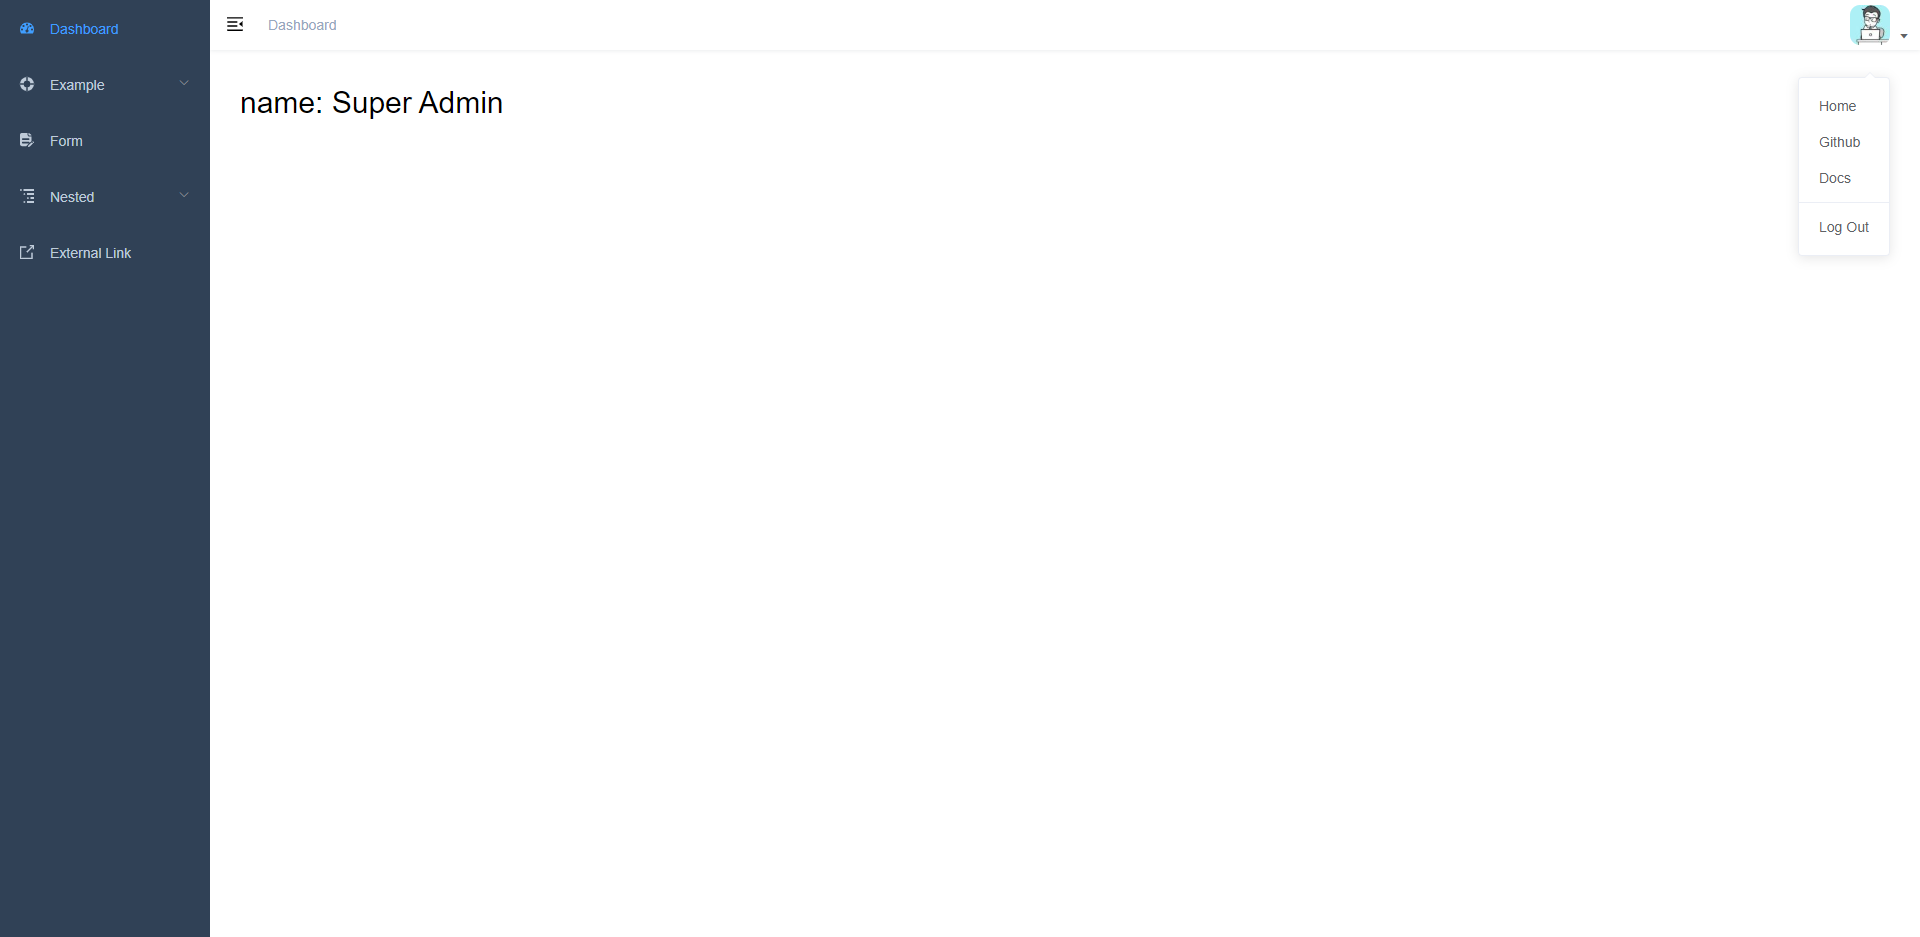 Dashboard
Example
Form
Nested
External Link
Dashboard
name: Super Admin
Home
Github
Docs
Log Out